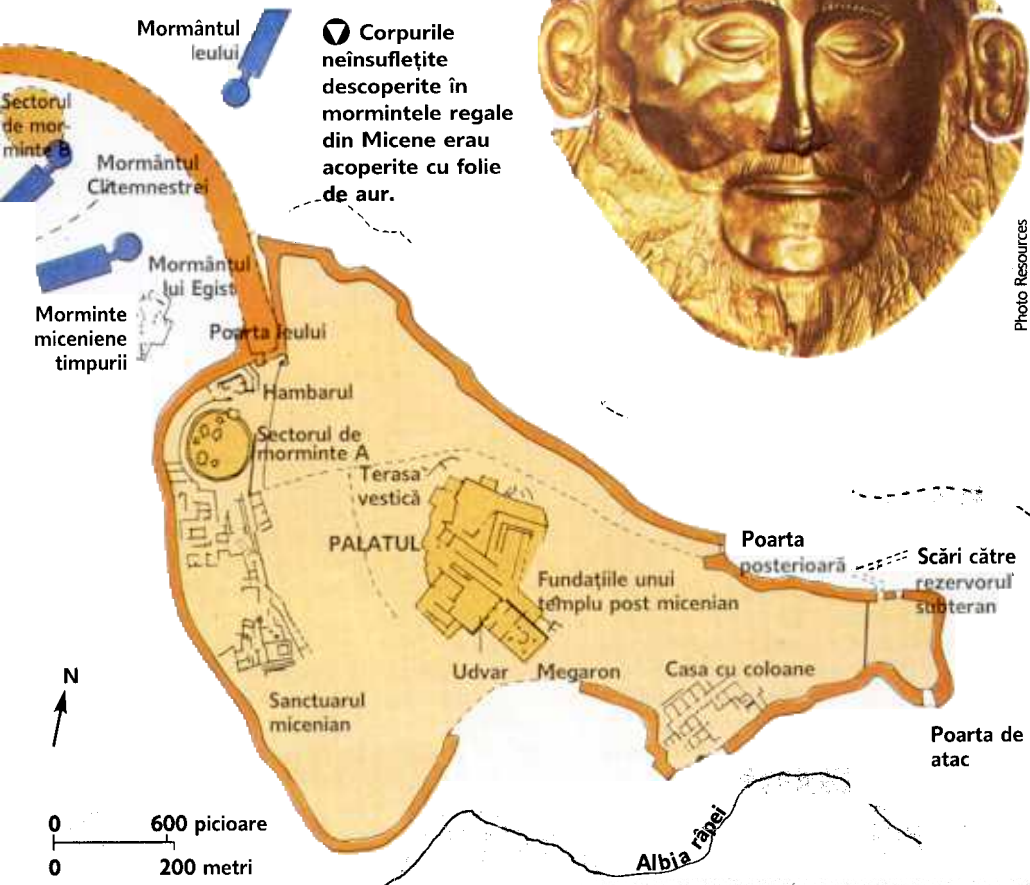 Mormântul
leului
Corpurile
neînsuflețite
descoperite în
mormintele regale
din Micene erau
acoperite cu folie
de aur.
Sectorul
de mor-
minte B
Mormântul
Clitemnestrei
Mormântul
lui Egist
Morminte
miceniene
timpurii
Poarta leului
Hambarul
Sectorul de
morminte A
Terasa
vestică
PALATUL
Fundațiile unui
templu post micenian
Poarta
posterioară
Scări către
rezervorul
subteran
Udvar
Megaron
Casa cu coloane
Sanctuarul
micenian
Poarta de
atac
N
0 600 picioare
0 200 metri
Albia râpei
Photo Resources